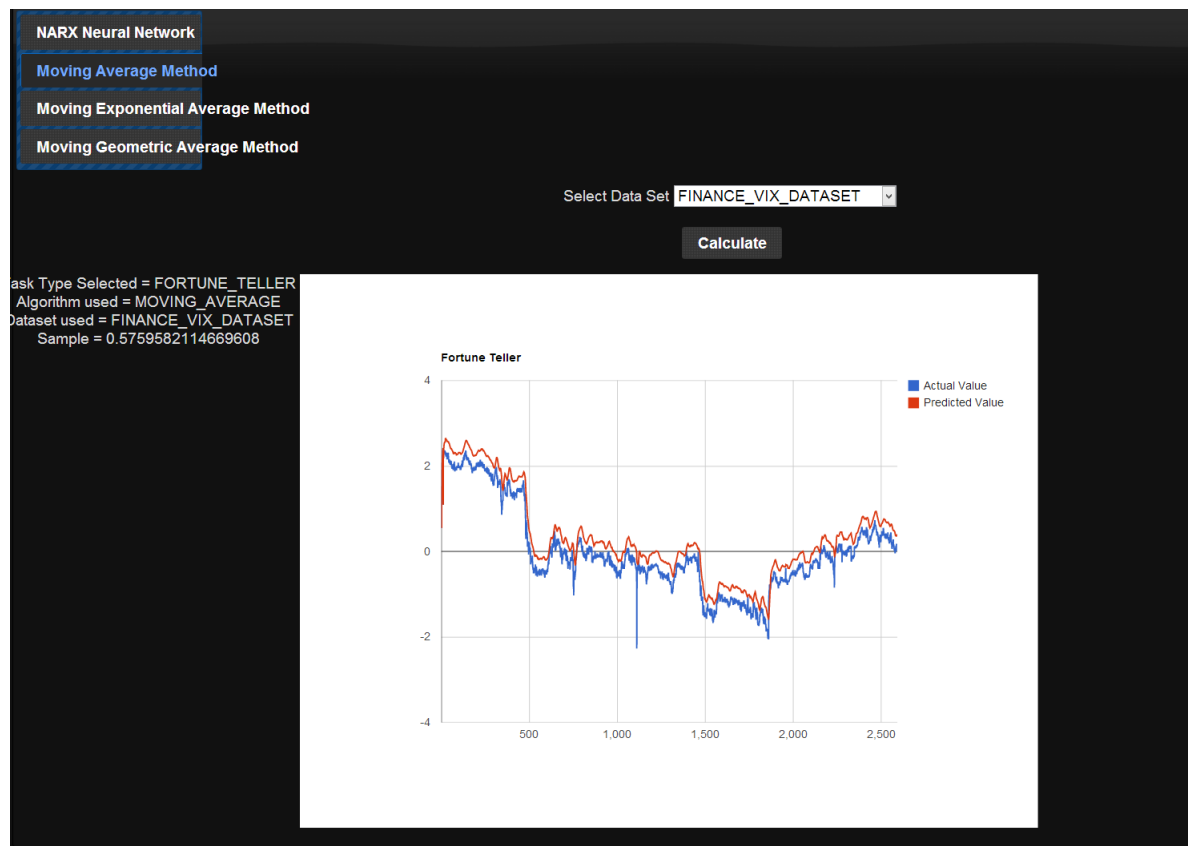 NARX Neural Network
Moving Average Method
Moving Exponential Average Method
Moving Geometric Average Method
Select Data Set FINANCE_VIX_DATASET
Calculate
ask Type Selected = FORTUNE_TELLER
Algorithm used = MOVING_AVERAGE
Dataset used = FINANCE_VIX_DATASET
Sample = 0.5759582114669608
Fortune Teller
Actual Value
Predicted Value
4
2
0
-2
-4
500 1,000 1,500 2,000 2,500